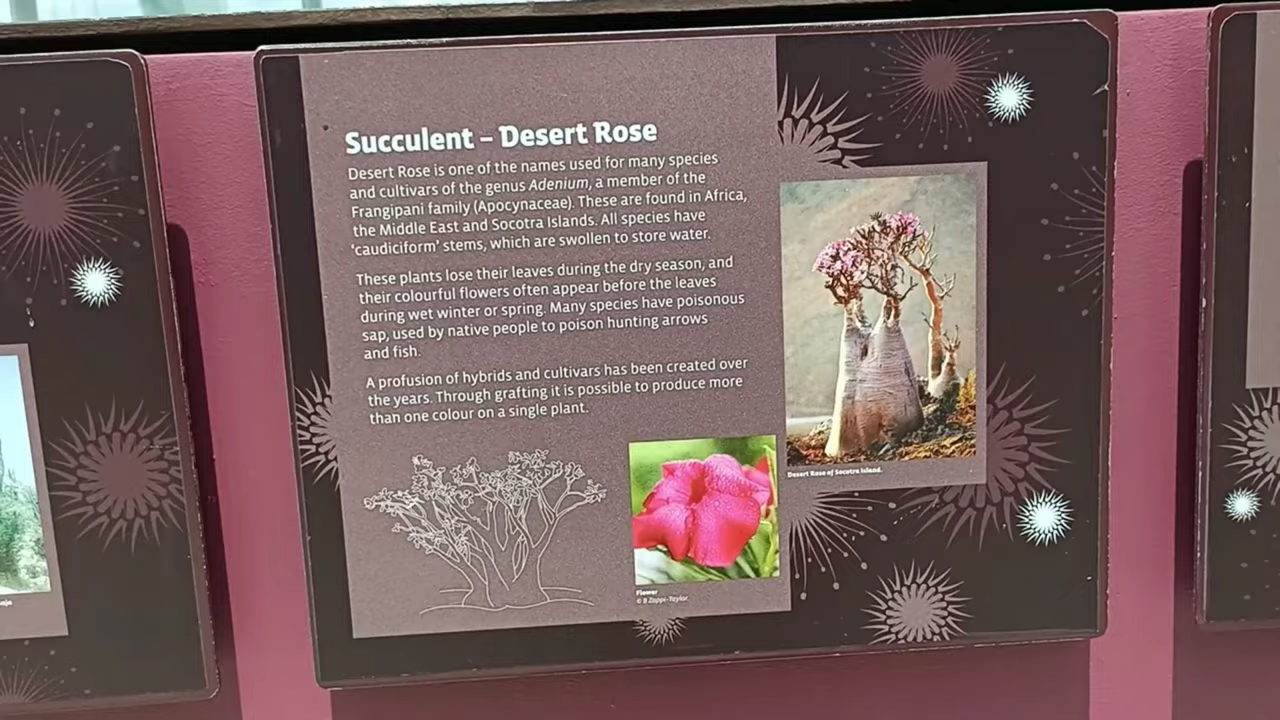 Succulent – Desert Rose
Desert Rose is one of the names used for many species
and cultivars of the genus Adenium, a member of the
Frangipani family (Apocynaceae). These are found in Africa,
the Middle East and Socotra Islands. All species have
'caudiciform' stems, which are swollen to store water.
These plants lose their leaves during the dry season, and
their colourful flowers often appear before the leaves
during wet winter or spring. Many species have poisonous
sap, used by native people to poison hunting arrows
and fish.
A profusion of hybrids and cultivars has been created over
the years. Through grafting it is possible to produce more
than one colour on a single plant.
Desert Rose of Socotra Island.
Flower
© B Zeppi-Taylor